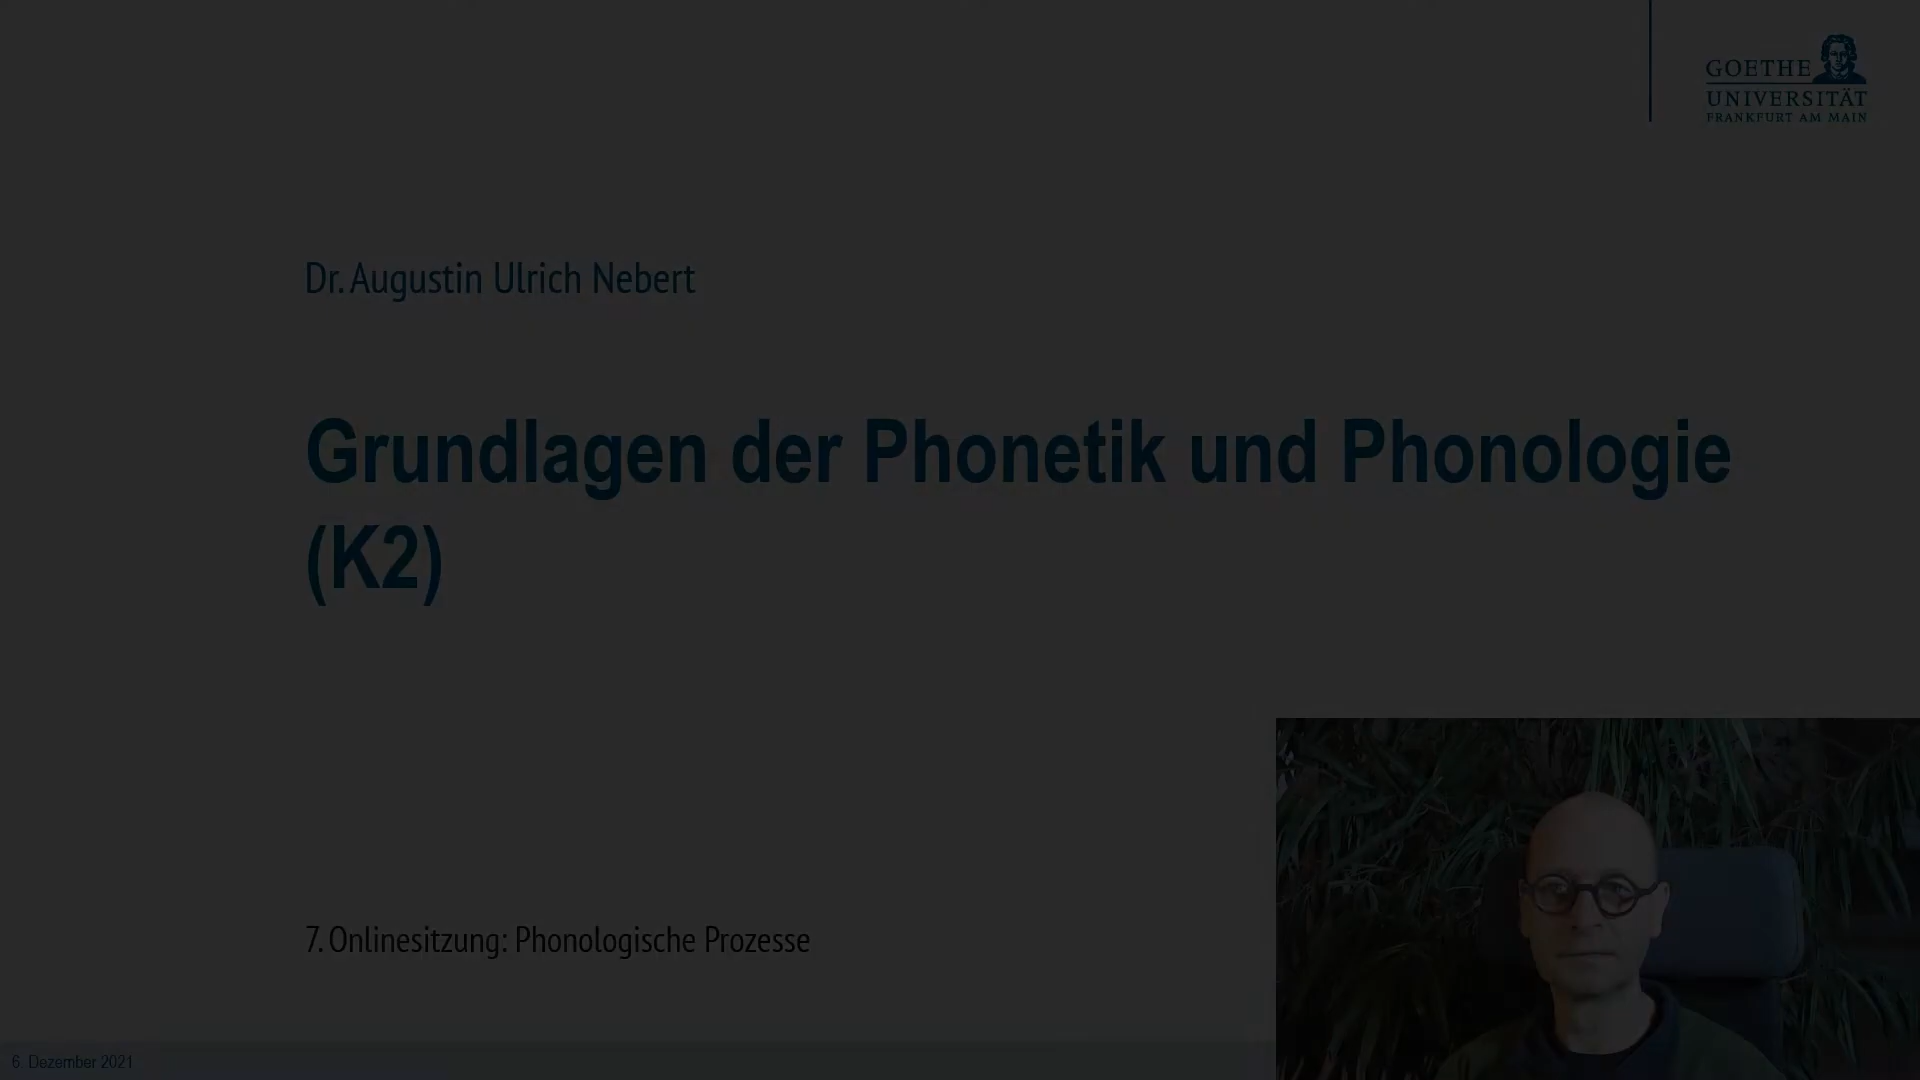 GOETHE
UNIVERSITÄT
FRANKFURT AM MAIN
Dr. Augustin Ulrich Nebert
Grundlagen der Phonetik und Phonologie
(K2)
7. Onlinesitzung: Phonologische Prozesse
6. Dezember 2021